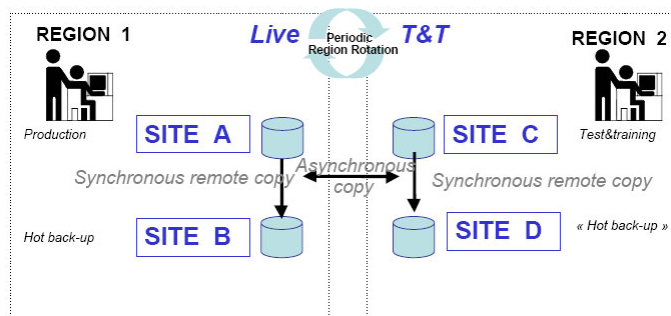 REGION 1
Live
Periodic
Region Rotation
T&T
REGION 2
Production
SITE A
SITE C
Test&training
Synchronous remote copy
Asynchronous
copy
Synchronous remote copy
Hot back-up
SITE B
SITE D
« Hot back-up »